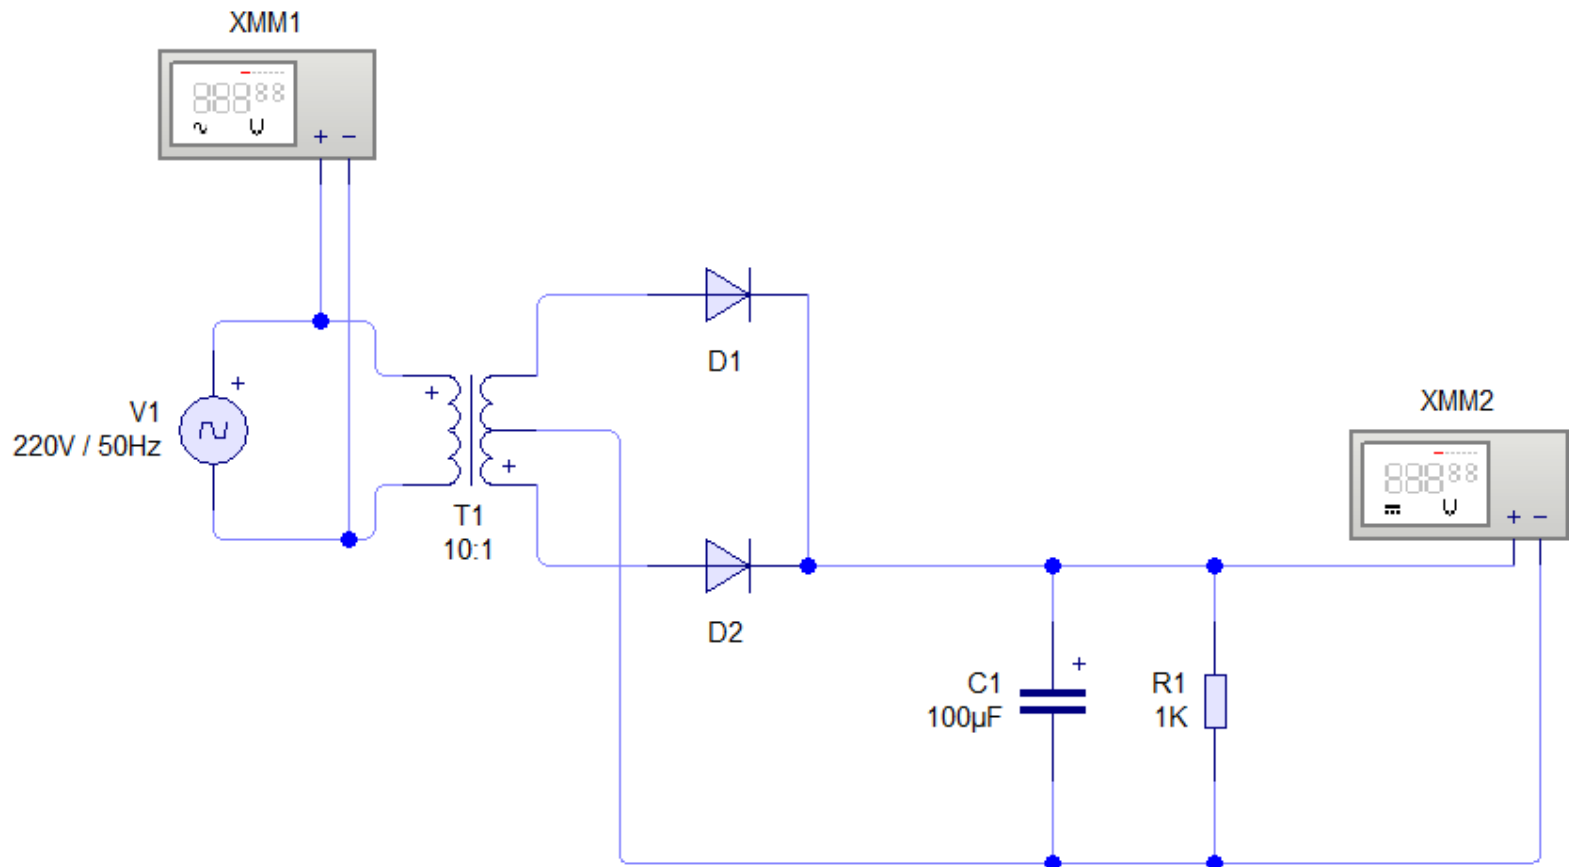 XMM1
+ −
+
V1
220V / 50Hz
+
+
T1
10:1
D1
D2
XMM2
+ −
C1
100µF
+
R1
1K